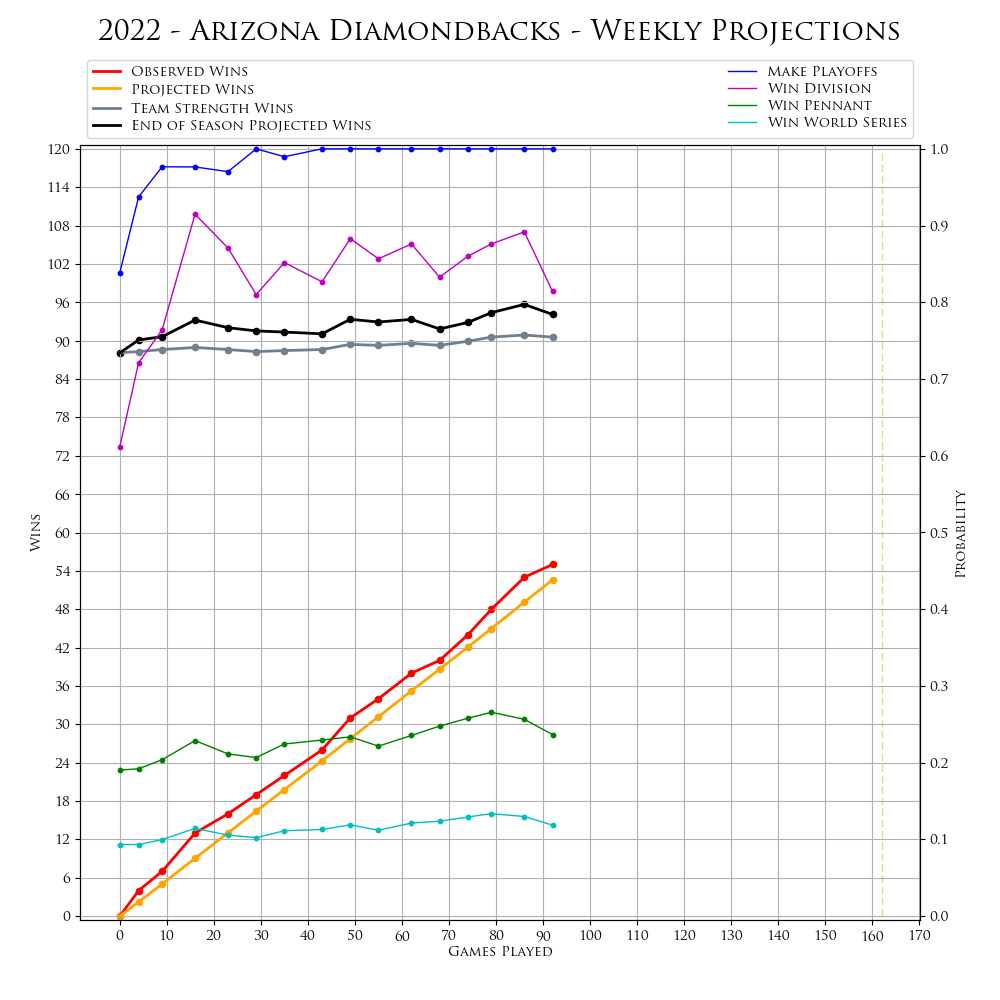 2022 - Arizona Diamondbacks - Weekly Projections
Observed Wins
Projected Wins
Team Strength Wins
End of Season Projected Wins
Make Playoffs
Win Division
Win Pennant
Win World Series
120
114
108
102
96
90
84
78
72
66
60
54
48
42
36
30
24
18
12
6
0
Wins
1.0
0.9
0.8
0.7
0.6
0.5
0.4
0.3
0.2
0.1
0.0
Probability
0 10 20 30 40 50 60 70 80 90 100 110 120 130 140 150 160 170
Games Played